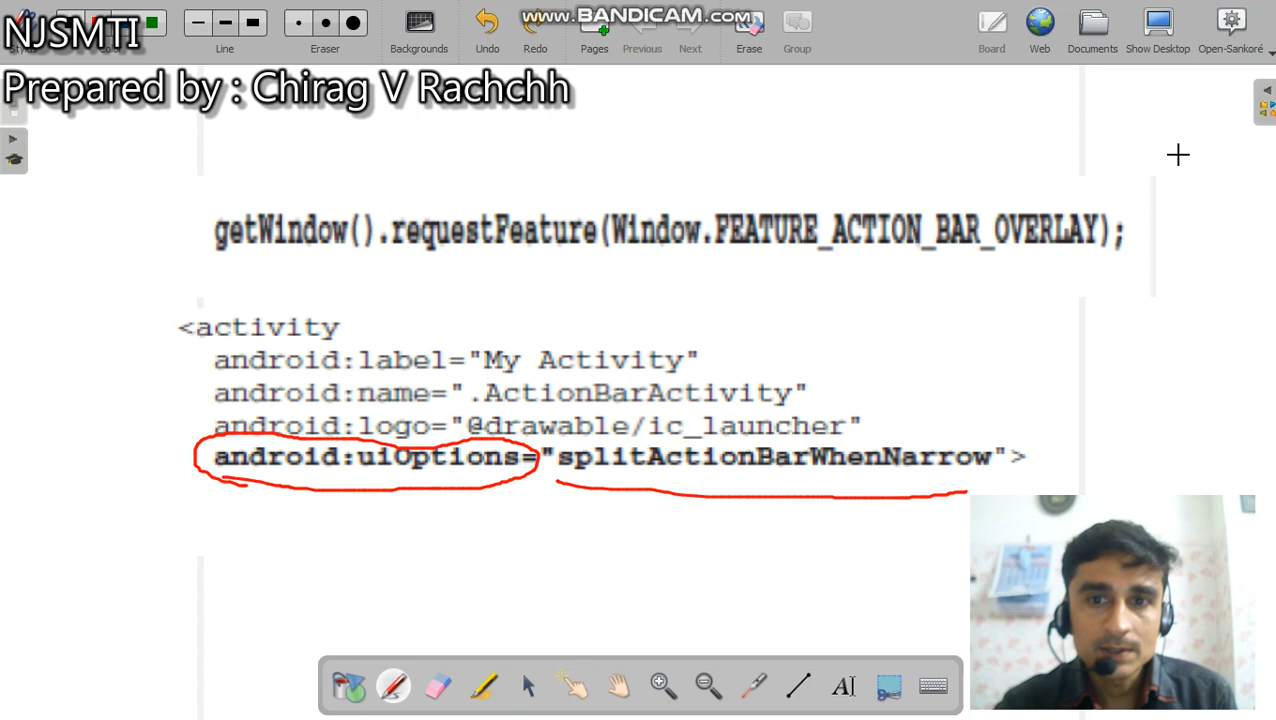 www.BANDICAM.com
NJSMTI
Line
Eraser
Backgrounds
Undo
Redo
Pages
Previous
Next
Erase
Group
Board
Web
Documents
Show Desktop
Open-Sankoré
Prepared by : Chirag V Rachchh
getWindow().requestFeature(Window.FEATURE_ACTION_BAR_OVERLAY);
<activity
android:label="My Activity"
android:name=".ActionBarActivity"
android:logo="@drawable/ic_launcher"
android:uiOptions="splitActionBarWhenNarrow">